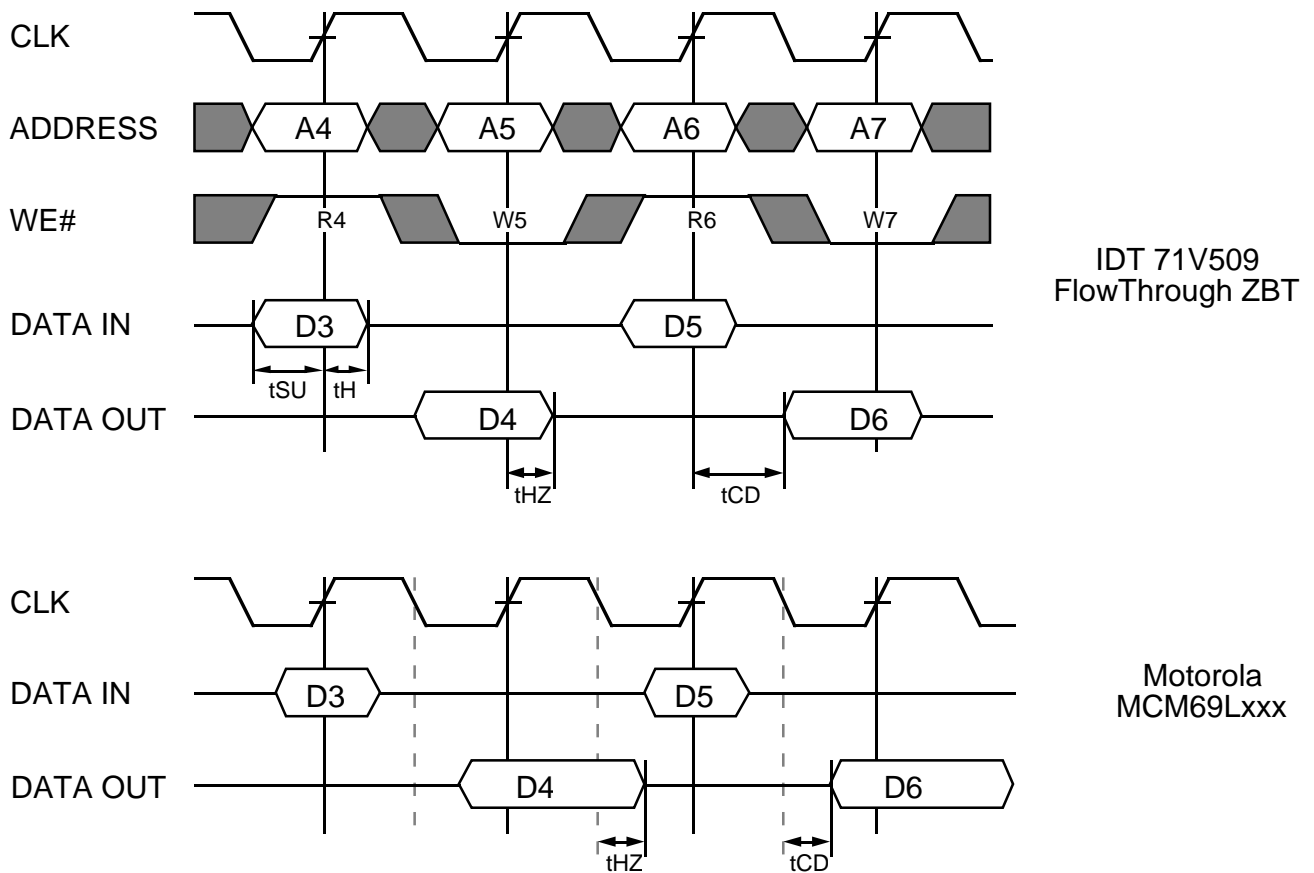 CLK
ADDRESS A4 A5 A6 A7
WE# R4 W5 R6 W7
IDT 71V509
FlowThrough ZBT
DATA IN D3 D5
tSU tH
DATA OUT D4 D6
tHZ tCD
CLK
DATA IN D3 D5
Motorola
MCM69Lxxx
DATA OUT D4 D6
tHZ tCD